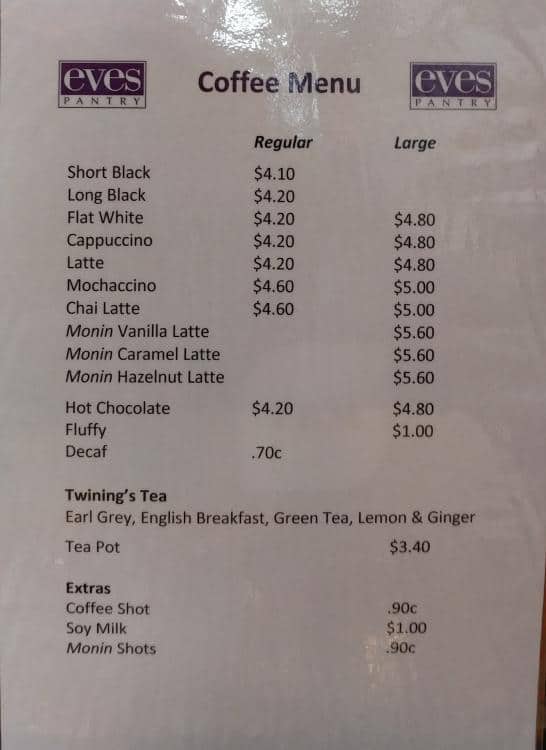 eves PANTRY Coffee Menu eves PANTRY
Regular Large
Short Black $4.10
Long Black $4.20
Flat White $4.20 $4.80
Cappuccino $4.20 $4.80
Latte $4.20 $4.80
Mochaccino $4.60 $5.00
Chai Latte $4.60 $5.00
Monin Vanilla Latte $5.60
Monin Caramel Latte $5.60
Monin Hazelnut Latte $5.60
Hot Chocolate $4.20 $4.80
Fluffy $1.00
Decaf .70c
Twining's Tea
Earl Grey, English Breakfast, Green Tea, Lemon & Ginger
Tea Pot $3.40
Extras
Coffee Shot .90c
Soy Milk $1.00
Monin Shots .90c